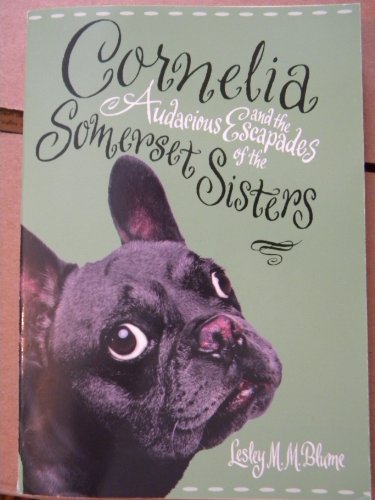 Cornelia
and the
Audacious Escapades
of the
Somerset
Sisters
Lesley M. M. Blume